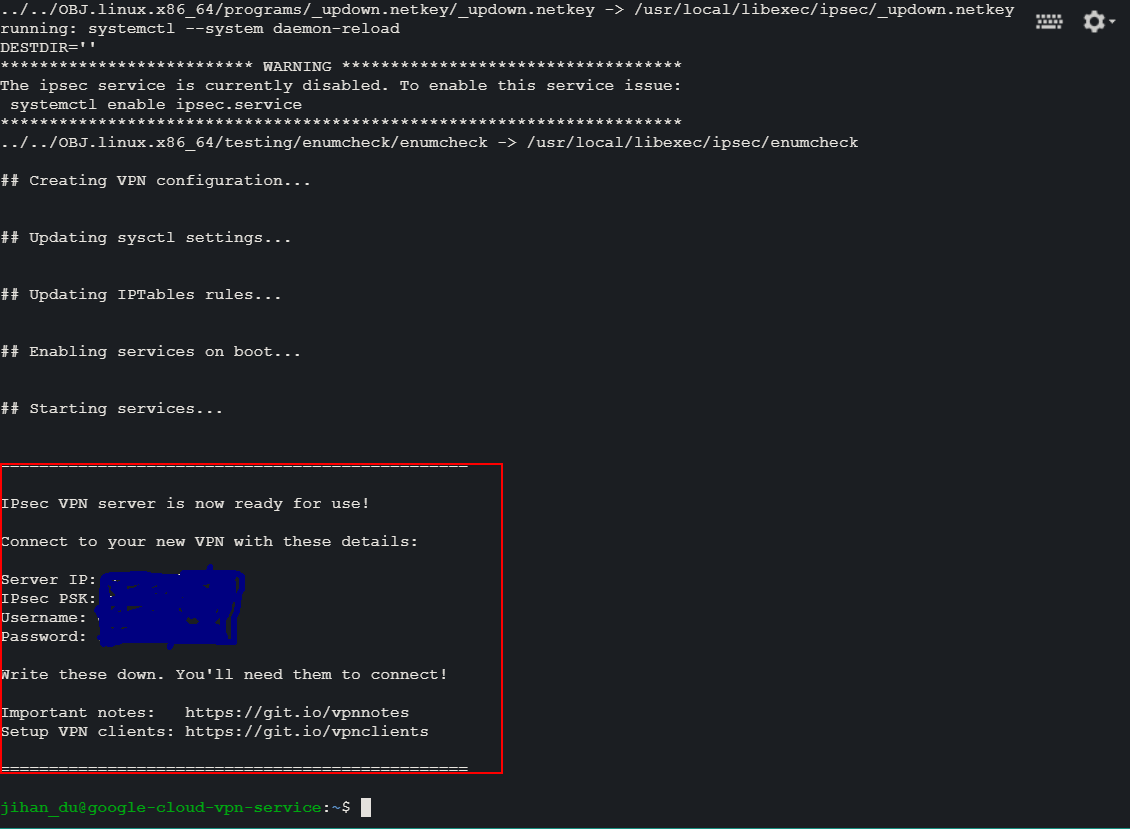 ../../OBJ.linux.x86_64/programs/_updown.netkey/_updown.netkey -> /usr/local/libexec/ipsec/_updown.netkey
running: systemctl --system daemon-reload
DESTDIR=''
************************** WARNING ***********************************
The ipsec service is currently disabled. To enable this service issue:
 systemctl enable ipsec.service
**********************************************************************
../../OBJ.linux.x86_64/testing/enumcheck/enumcheck -> /usr/local/libexec/ipsec/enumcheck
## Creating VPN configuration...
## Updating sysctl settings...
## Updating IPTables rules...
## Enabling services on boot...
## Starting services...
================================================
IPsec VPN server is now ready for use!
Connect to your new VPN with these details:
Server IP:
IPsec PSK:
Username:
Password:
Write these down. You'll need them to connect!
Important notes:   https://git.io/vpnnotes
Setup VPN clients: https://git.io/vpnclients
================================================
jihan_du@google-cloud-vpn-service:~$